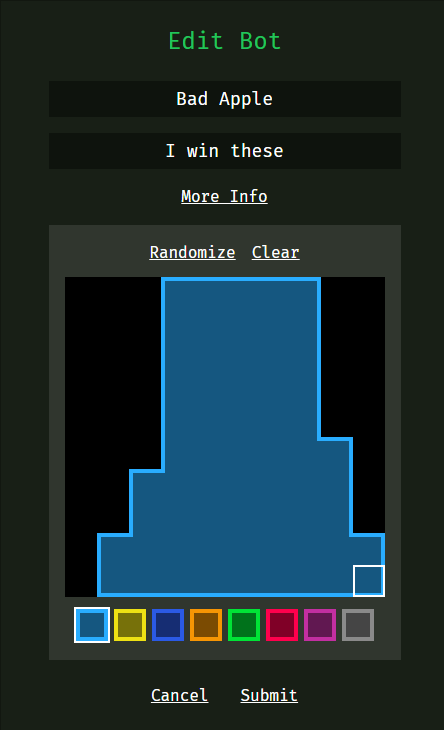 Edit Bot
Bad Apple
I win these
More Info
Randomize Clear
Cancel Submit